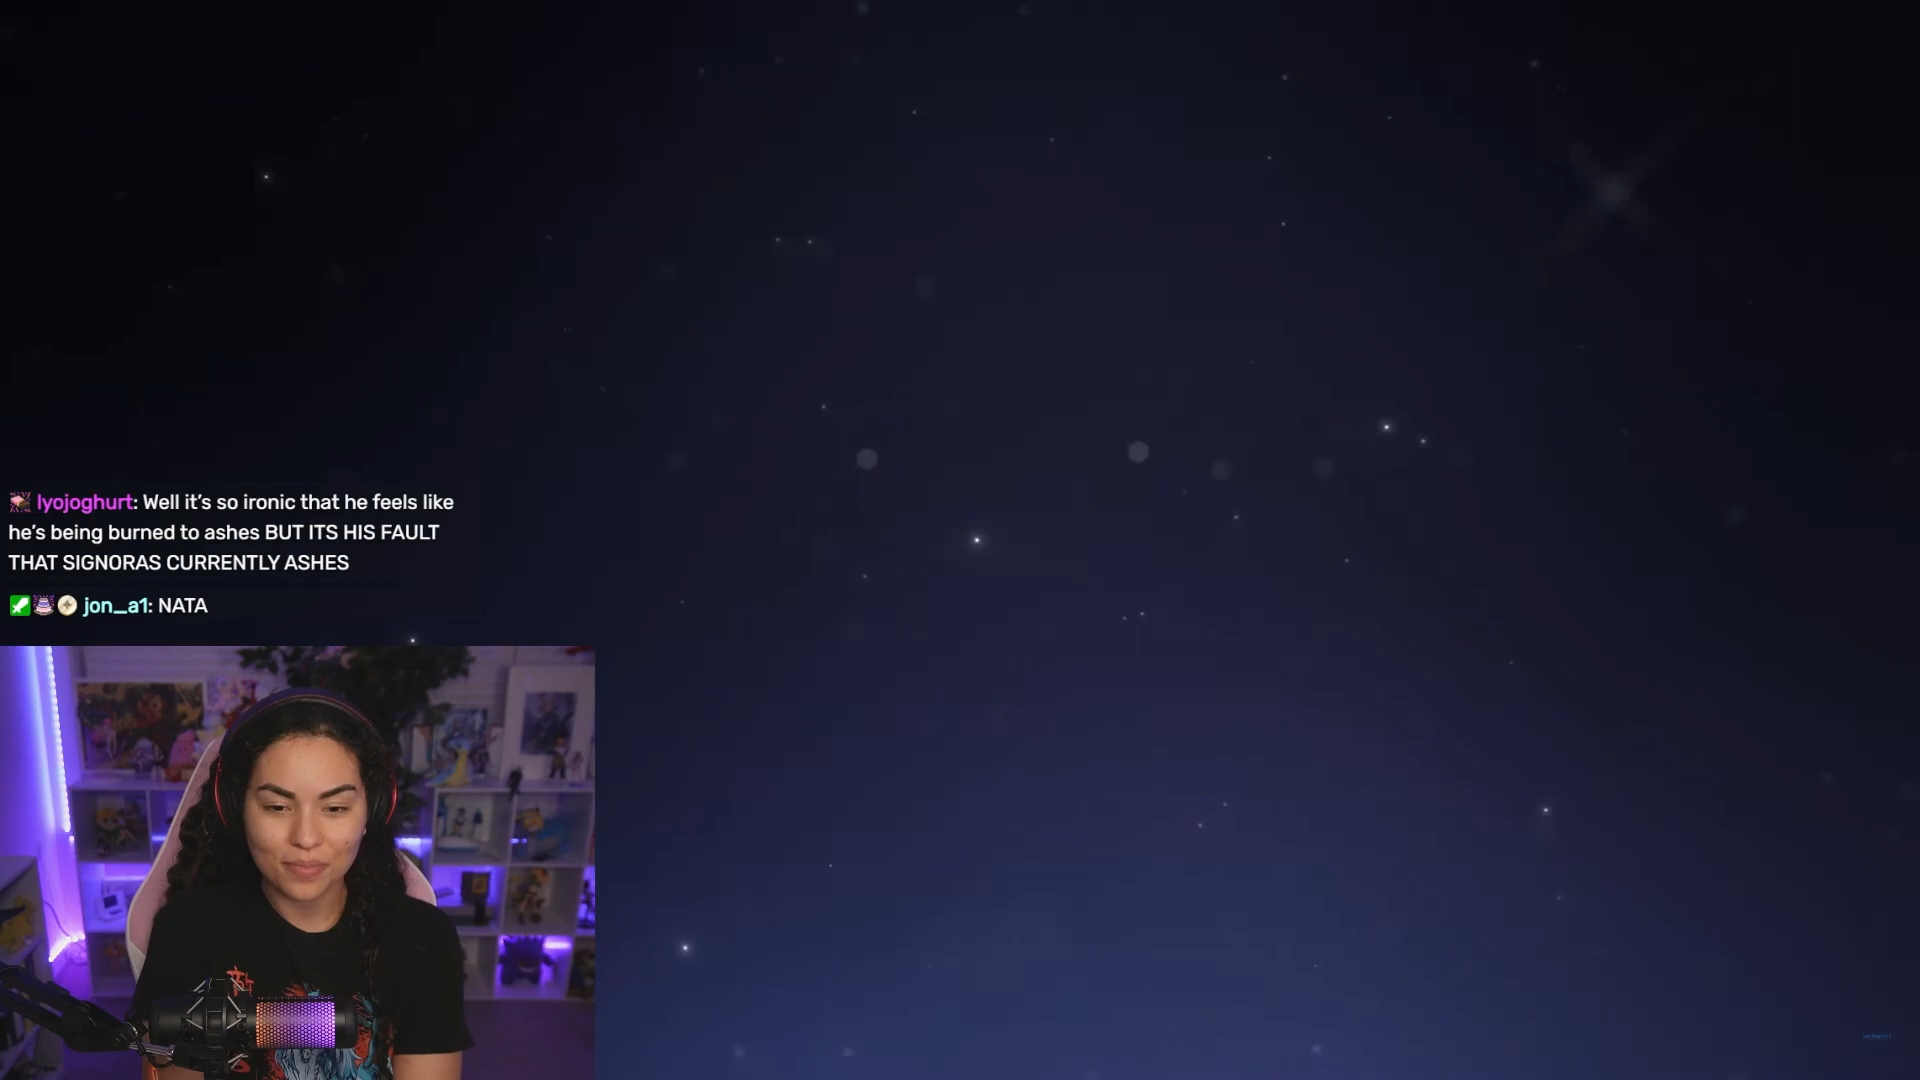 lyojoghurt: Well it's so ironic that he feels like
he's being burned to ashes BUT ITS HIS FAULT
THAT SIGNORAS CURRENTLY ASHES
jon_a1: NATA